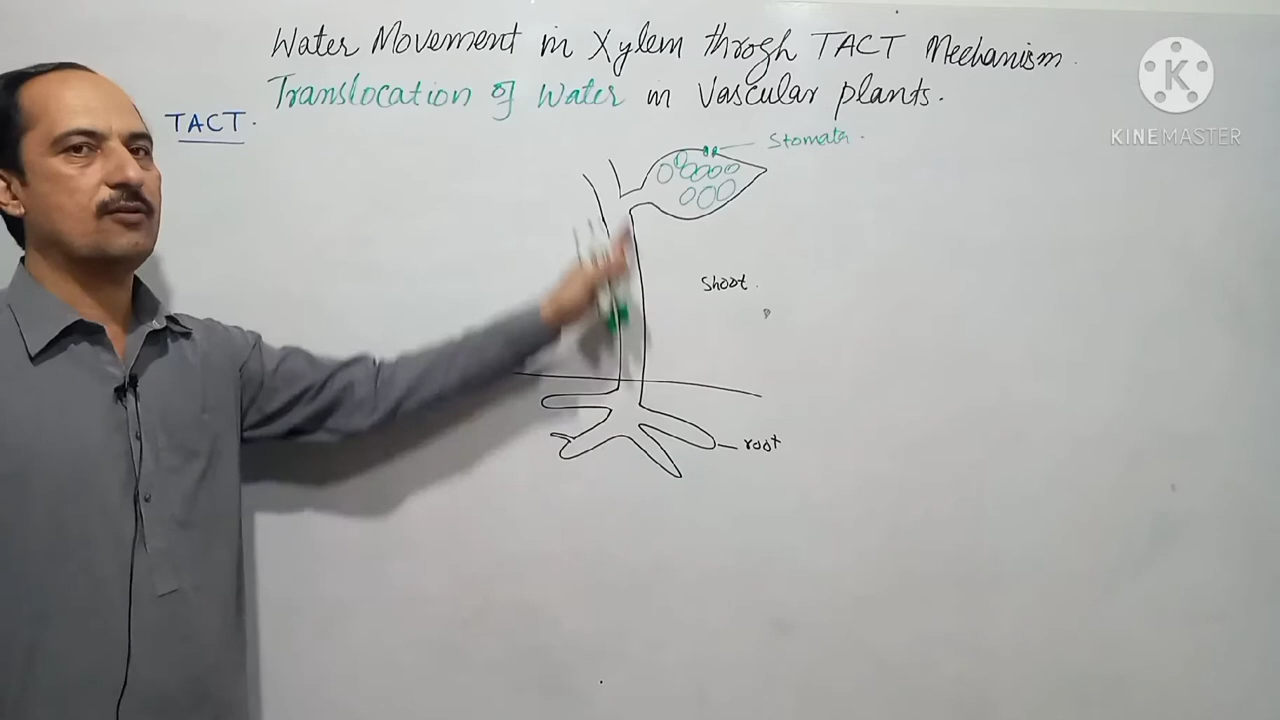 Water Movement in Xylem throgh TACT Mechanism.
Translocation of Water in Vascular plants.
TACT.
Stomata.
Shoot.
root
K
KINEMASTER